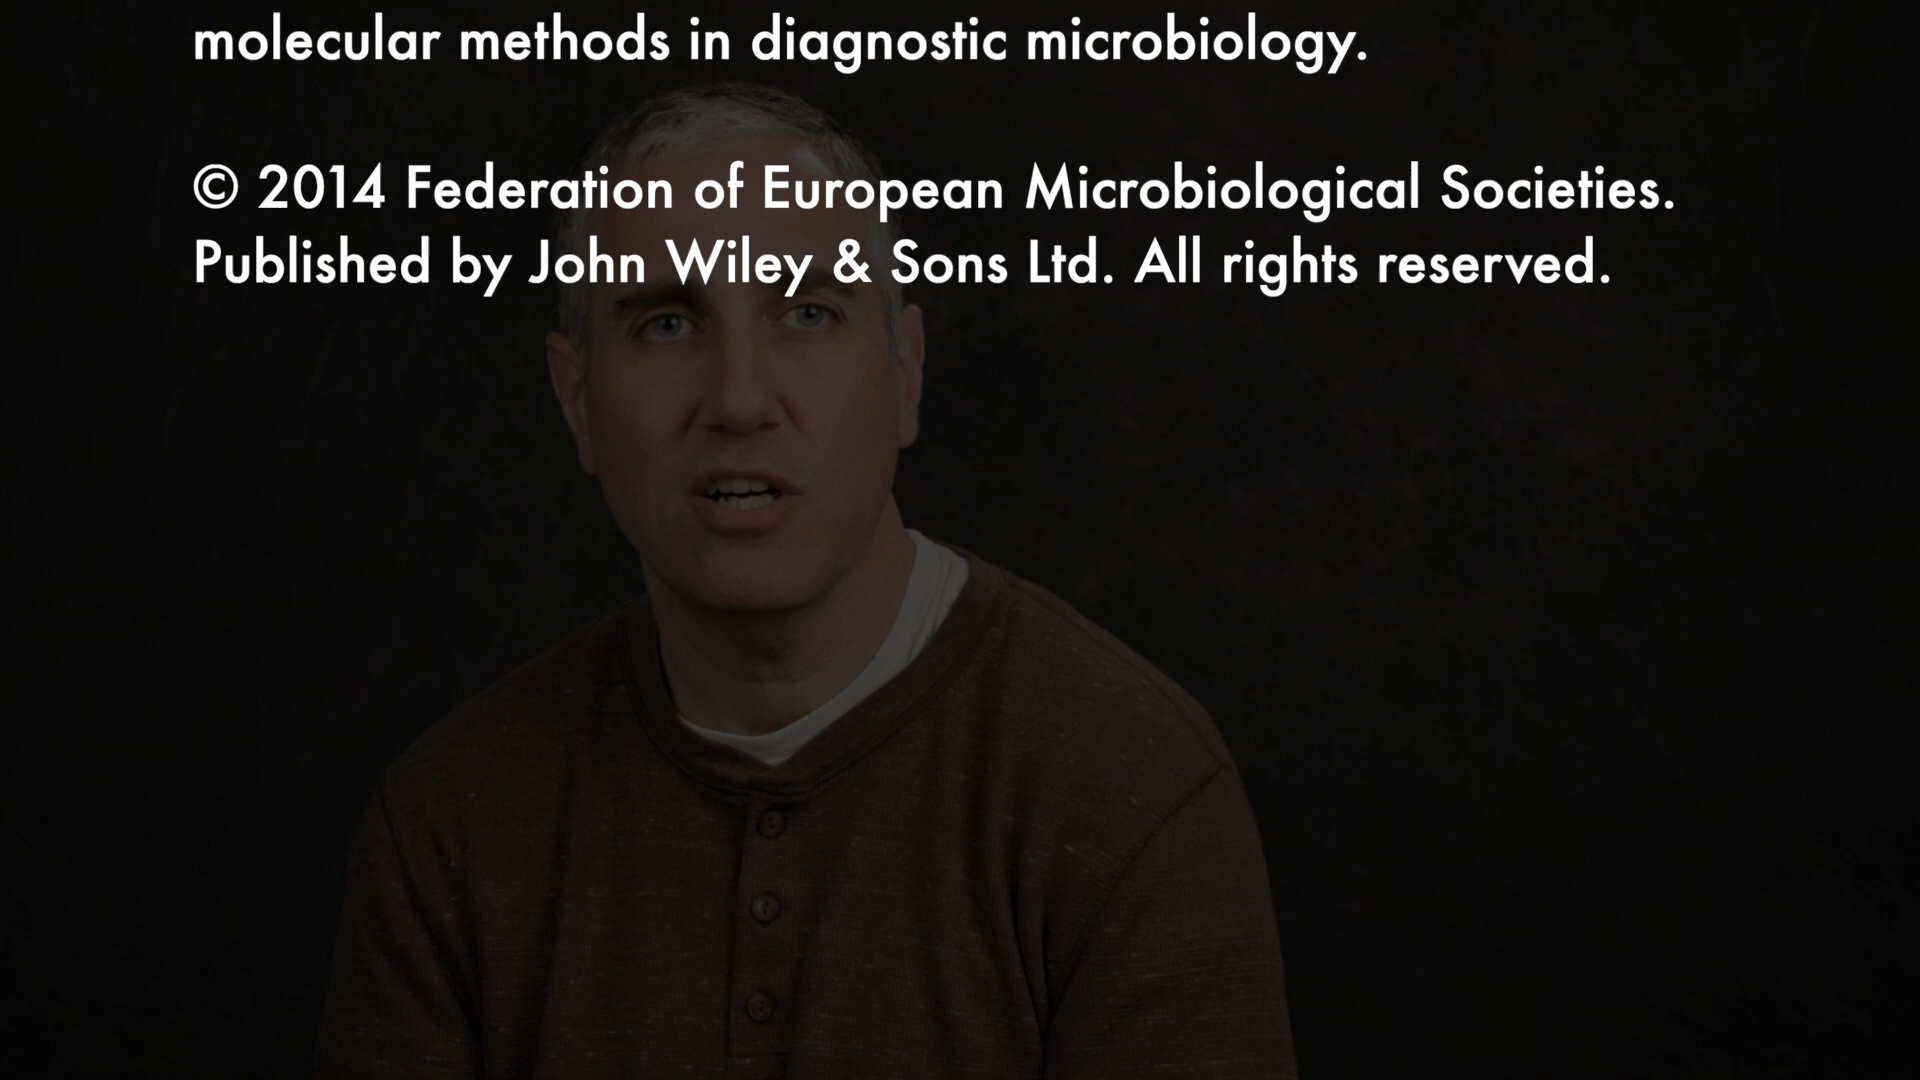 molecular methods in diagnostic microbiology.
© 2014 Federation of European Microbiological Societies.
Published by John Wiley & Sons Ltd. All rights reserved.